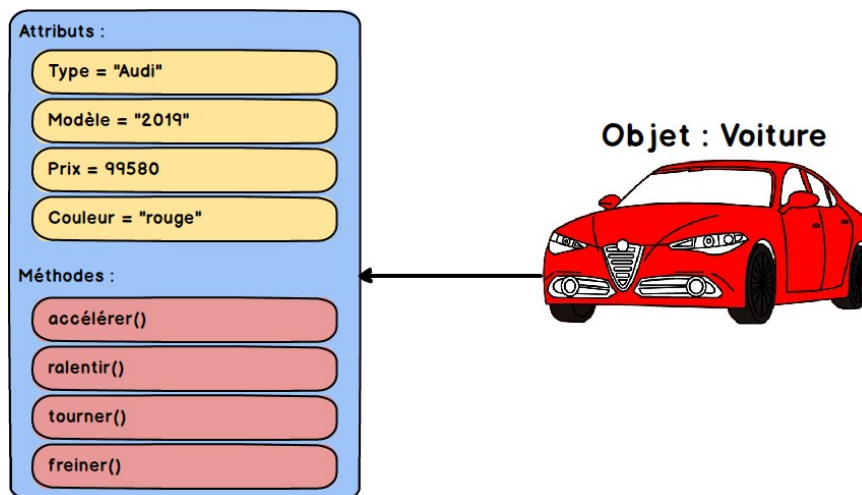 Attributs :
Type = "Audi"
Modèle = "2019"
Prix = 99580
Couleur = "rouge"
Méthodes :
accélérer()
ralentir()
tourner()
freiner()
Objet : Voiture